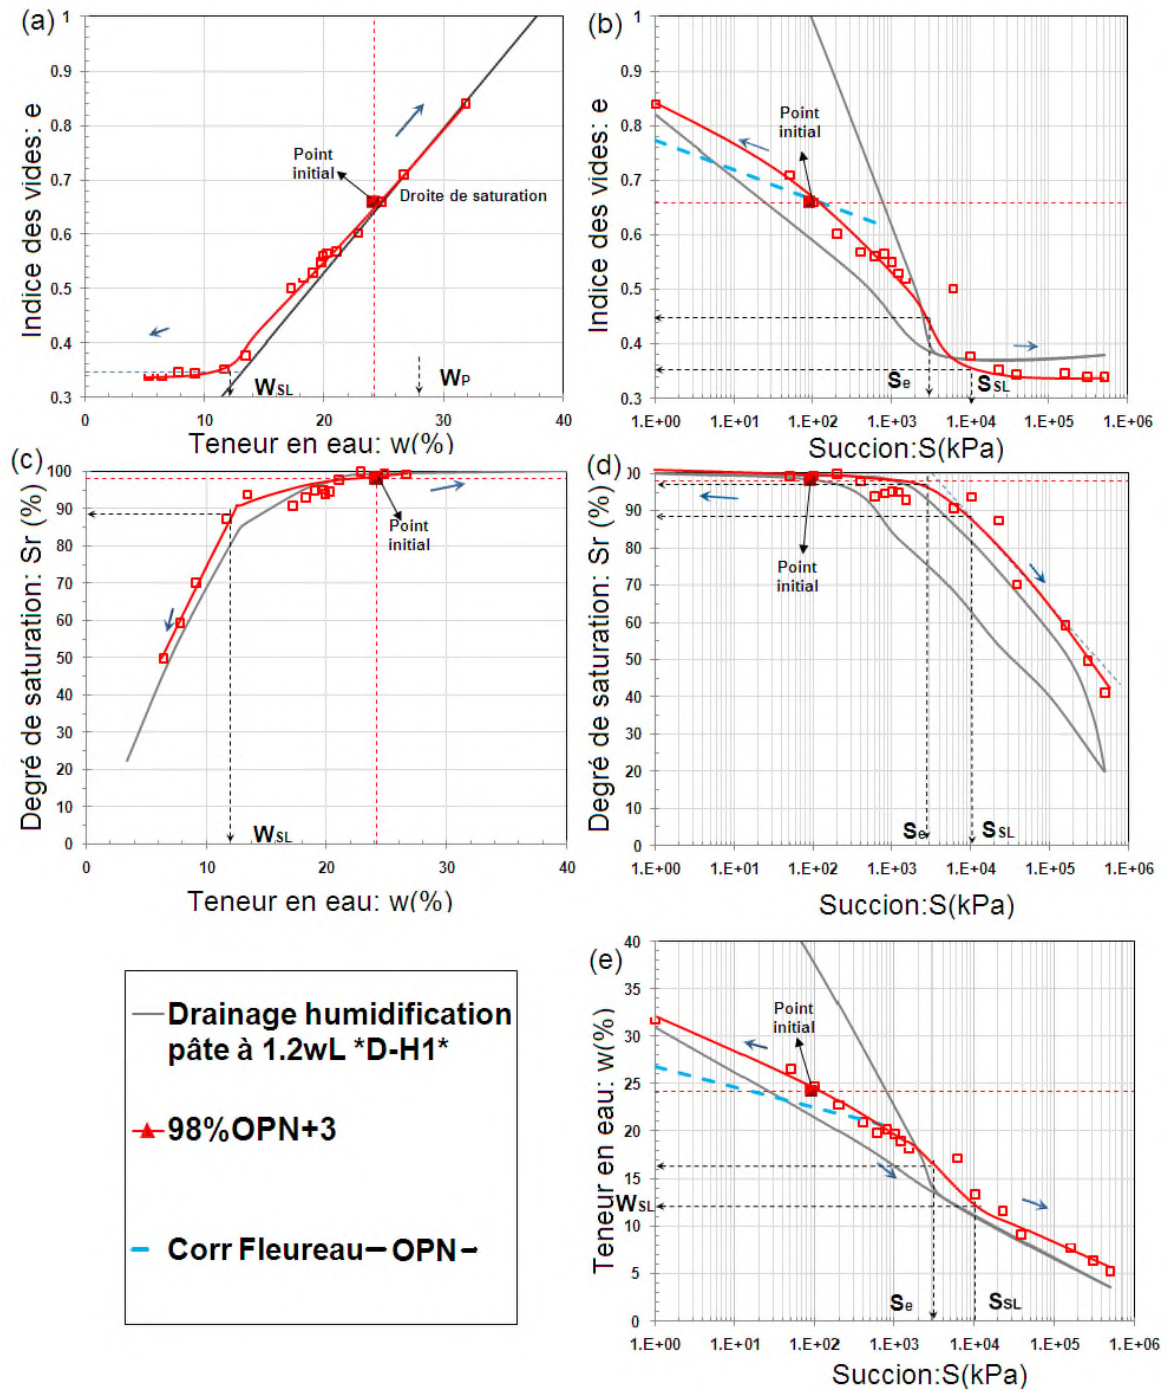 (a)
1
0.9
0.8
0.7
0.6
0.5
0.4
0.3
Indice des vides: e
Point
initial
Droite de saturation
WSL
WP
0
10
20
30
40
Teneur en eau: w(%)
(b)
1
0.9
0.8
0.7
0.6
0.5
0.4
0.3
Indice des vides: e
Point
initial
Se
SSL
1.E+00 1.E+01 1.E+02 1.E+03 1.E+04 1.E+05 1.E+06
Succion:S(kPa)
(c)
100
90
80
70
60
50
40
30
20
10
0
Degré de saturation: Sr (%)
Point
initial
WSL
0
10
20
30
40
Teneur en eau: w(%)
(d)
90
80
70
60
50
40
30
20
10
0
Degré de saturation: Sr (%)
Point
initial
Se
SSL
1.E+00 1.E+01 1.E+02 1.E+03 1.E+04 1.E+05 1.E+06
Succion:S(kPa)
Drainage humidification
pâte à 1.2wL *D-H1*
98%OPN+3
Corr Fleureau—OPN-
(e)
40
35
30
25
20
15
10
5
0
Teneur en eau: w(%)
Point
initial
WSL
Se
SSL
1.E+00 1.E+01 1.E+02 1.E+03 1.E+04 1.E+05 1.E+06
Succion:S(kPa)